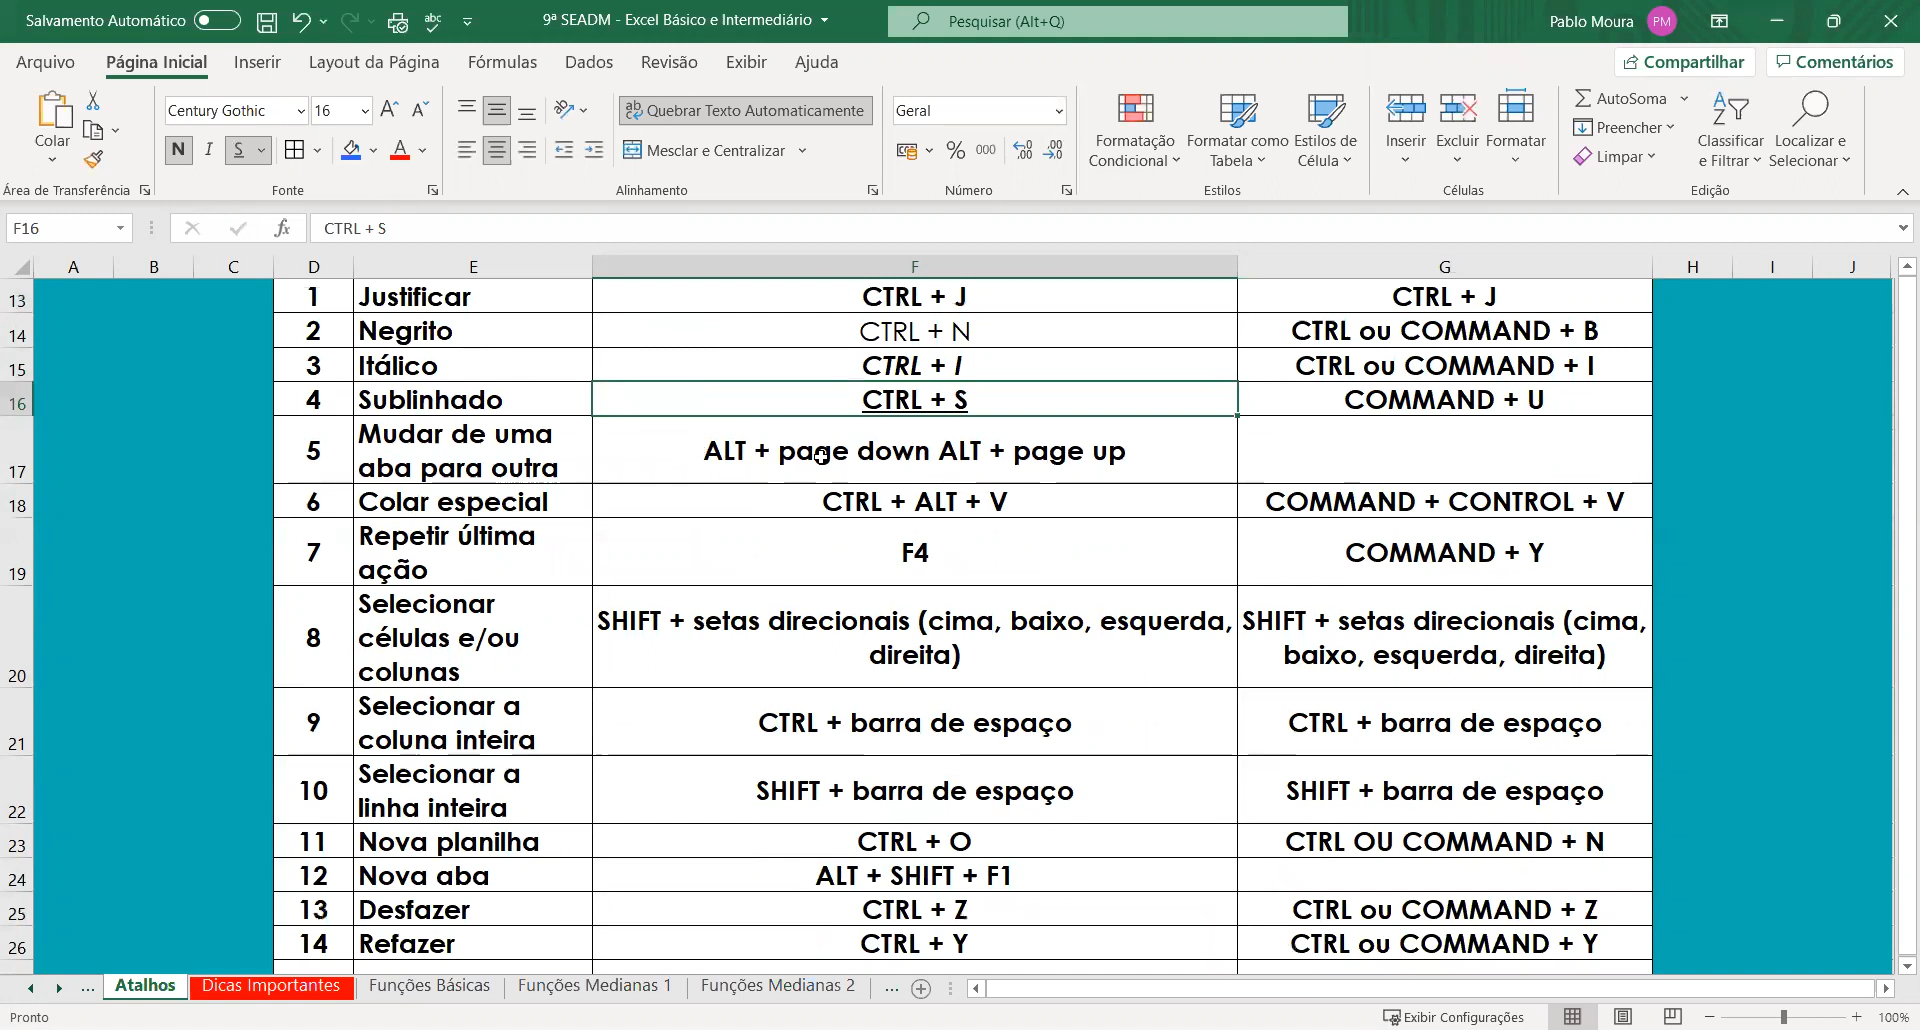 Salvamento Automático
abc
9ª SEADM - Excel Básico e Intermediário
Pesquisar (Alt+Q)
Pablo Moura
PM
Arquivo
Página Inicial
Inserir
Layout da Página
Fórmulas
Dados
Revisão
Exibir
Ajuda
Compartilhar
Comentários
Colar
Área de Transferência
Century Gothic
16
N
I
S
Fonte
Quebrar Texto Automaticamente
Mesclar e Centralizar
Alinhamento
Geral
% 000
Número
Formatação Condicional
Formatar como Tabela
Estilos de Célula
Estilos
Inserir
Excluir
Formatar
Células
AutoSoma
Preencher
Limpar
Classificar e Filtrar
Localizar e Selecionar
Edição
F16
fx
CTRL + S
A B C D E F G H I J
13 1 Justificar CTRL + J CTRL + J
14 2 Negrito CTRL + N CTRL ou COMMAND + B
15 3 Itálico CTRL + I CTRL ou COMMAND + I
16 4 Sublinhado CTRL + S COMMAND + U
17 5 Mudar de uma aba para outra ALT + page down ALT + page up
18 6 Colar especial CTRL + ALT + V COMMAND + CONTROL + V
19 7 Repetir última ação F4 COMMAND + Y
20 8 Selecionar células e/ou colunas SHIFT + setas direcionais (cima, baixo, esquerda, direita) SHIFT + setas direcionais (cima, baixo, esquerda, direita)
21 9 Selecionar a coluna inteira CTRL + barra de espaço CTRL + barra de espaço
22 10 Selecionar a linha inteira SHIFT + barra de espaço SHIFT + barra de espaço
23 11 Nova planilha CTRL + O CTRL OU COMMAND + N
24 12 Nova aba ALT + SHIFT + F1
25 13 Desfazer CTRL + Z CTRL ou COMMAND + Z
26 14 Refazer CTRL + Y CTRL ou COMMAND + Y
... Atalhos Dicas Importantes Funções Básicas Funções Medianas 1 Funções Medianas 2 ...
Pronto
Exibir Configurações
100%